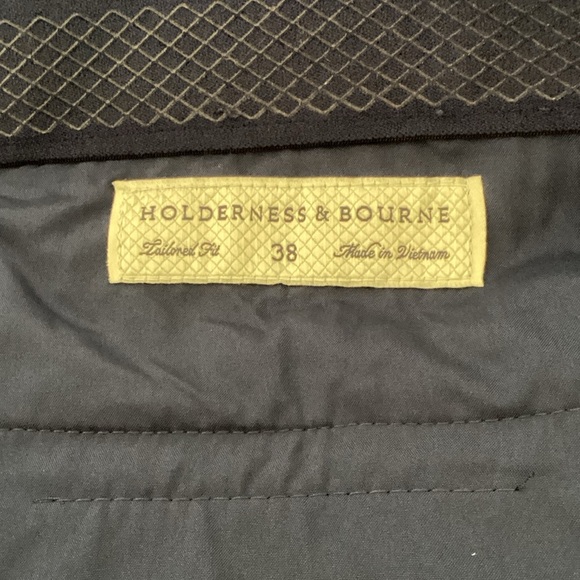 HOLDERNESS & BOURNE
Tailored Fit 38 Made in Vietnam